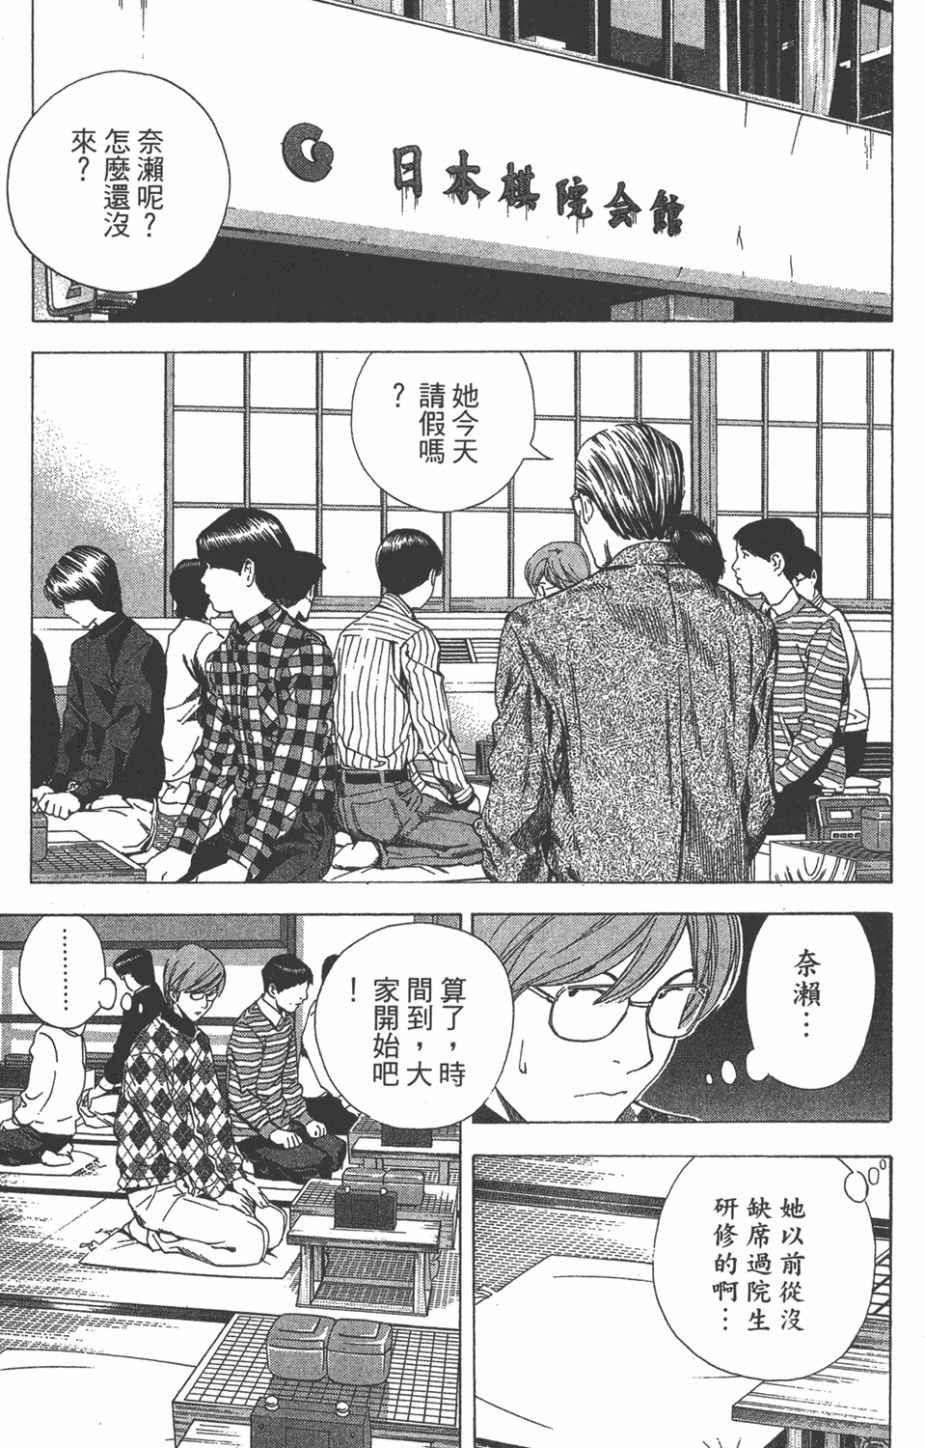 日本棋院会館
奈瀨呢？
怎麼還沒
來？
她今天
請假嗎
？
奈瀨…
她以前從沒
缺席過院生
研修的啊…
算了，時
間到，大
家開始吧
！
………